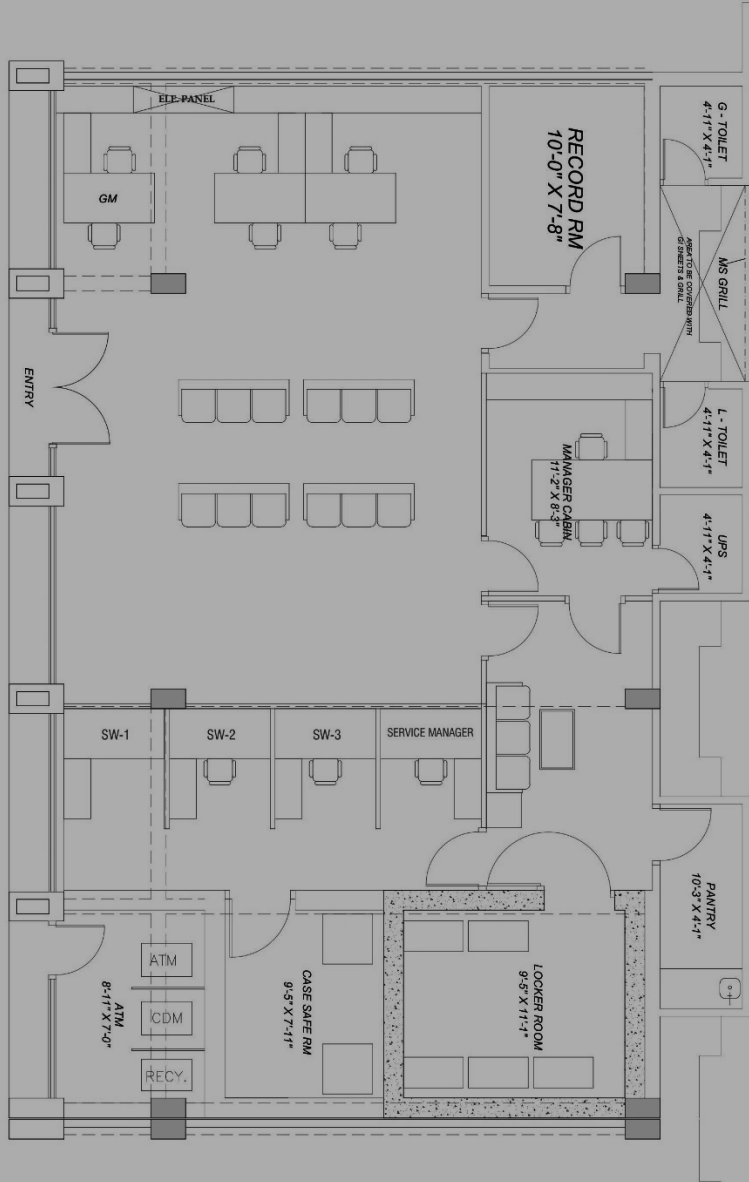 ELE. PANEL
GM
RECORD RM
10'-0" X 7'-8"
G - TOILET
4'-11" X 4'-1"
MS GRILL
AREA TO BE COVERED WITH
GI SHEETS & GRILL
ENTRY
L - TOILET
4'-11" X 4'-1"
MANAGER CABIN
11'-2" X 8'-3"
UPS
4'-11" X 4'-1"
SW-1
SW-2
SW-3
SERVICE MANAGER
PANTRY
10'-3" X 4'-1"
LOCKER ROOM
9'-5" X 11'-1"
CASE SAFE RM
9'-5" X 7'-11"
ATM
CDM
RECY.
ATM
8'-11" X 7'-0"